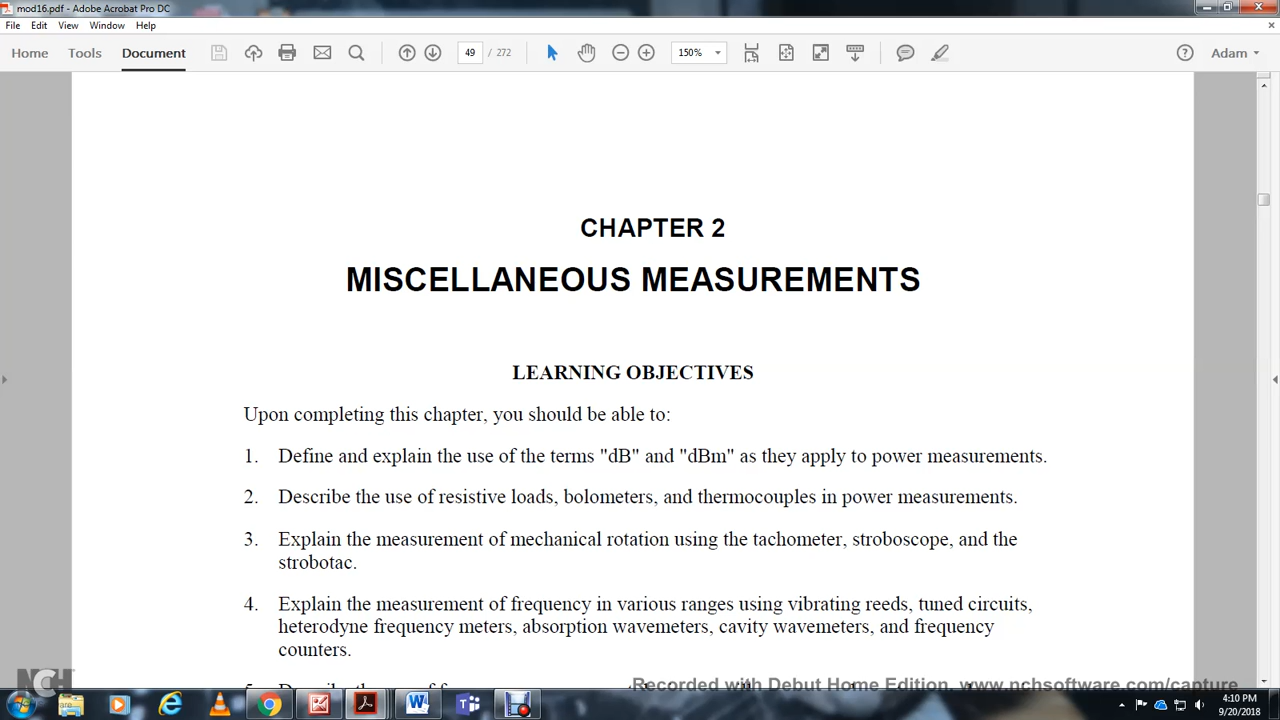 mod16.pdf - Adobe Acrobat Pro DC
File Edit View Window Help
Home Tools Document 49 / 272 150% Adam
CHAPTER 2
MISCELLANEOUS MEASUREMENTS
LEARNING OBJECTIVES
Upon completing this chapter, you should be able to:
1. Define and explain the use of the terms "dB" and "dBm" as they apply to power measurements.
2. Describe the use of resistive loads, bolometers, and thermocouples in power measurements.
3. Explain the measurement of mechanical rotation using the tachometer, stroboscope, and the
strobotac.
4. Explain the measurement of frequency in various ranges using vibrating reeds, tuned circuits,
heterodyne frequency meters, absorption wavemeters, cavity wavemeters, and frequency
counters.
Recorded with Debut Home Edition. www.nchsoftware.com/capture
NCH
4:10 PM
9/20/2018